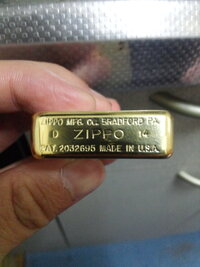 ZIPPO MFG. CO. BRADFORD PA.
D ZIPPO 14
PAT. 2032695 MADE IN U.S.A.